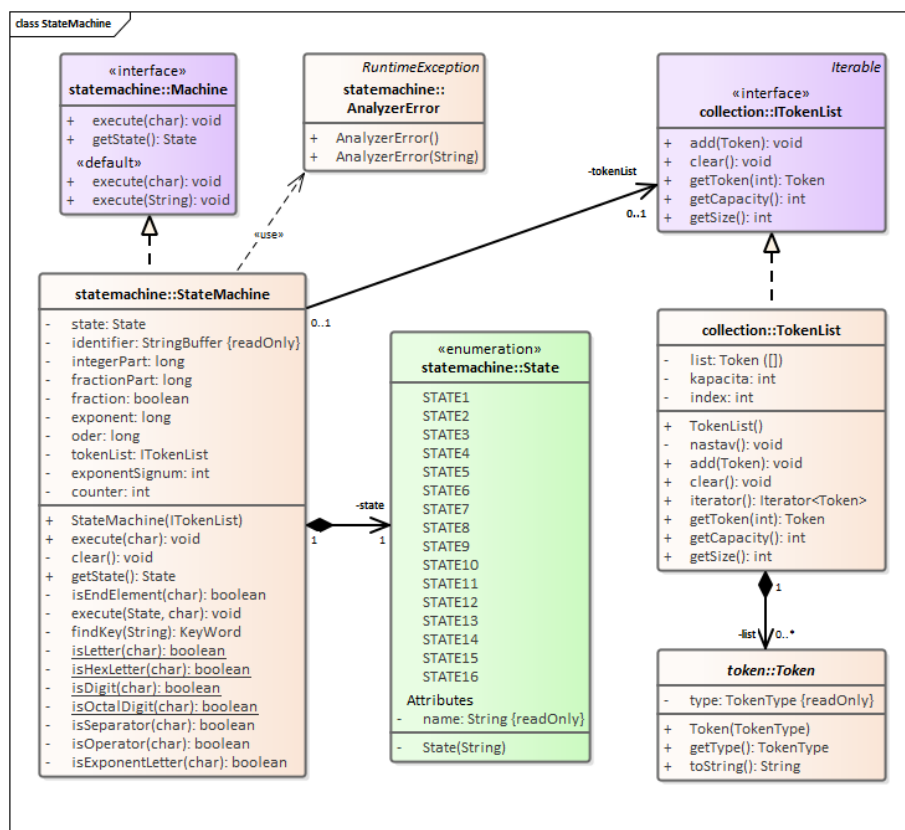 class StateMachine
«interface»
statemachine::Machine
+ execute(char): void
+ getState(): State
«default»
+ execute(char): void
+ execute(String): void
RuntimeException
statemachine::
AnalyzerError
+ AnalyzerError()
+ AnalyzerError(String)
Iterable
«interface»
collection::ITokenList
+ add(Token): void
+ clear(): void
+ getToken(int): Token
+ getCapacity(): int
+ getSize(): int
-tokenList
0..1
«use»
0..1
statemachine::StateMachine
- state: State
- identifier: StringBuffer {readOnly}
- integerPart: long
- fractionPart: long
- fraction: boolean
- exponent: long
- oder: long
- tokenList: ITokenList
- exponentSignum: int
- counter: int
+ StateMachine(ITokenList)
+ execute(char): void
- clear(): void
+ getState(): State
- isEndElement(char): boolean
- execute(State, char): void
- findKey(String): KeyWord
- isLetter(char): boolean
- isHexLetter(char): boolean
- isDigit(char): boolean
- isOctalDigit(char): boolean
- isSeparator(char): boolean
- isOperator(char): boolean
- isExponentLetter(char): boolean
-state
1
1
«enumeration»
statemachine::State
STATE1
STATE2
STATE3
STATE4
STATE5
STATE6
STATE7
STATE8
STATE9
STATE10
STATE11
STATE12
STATE13
STATE14
STATE15
STATE16
Attributes
- name: String {readOnly}
- State(String)
collection::TokenList
- list: Token ([])
- kapacita: int
- index: int
+ TokenList()
- nastav(): void
+ add(Token): void
+ clear(): void
+ iterator(): Iterator<Token>
+ getToken(int): Token
+ getCapacity(): int
+ getSize(): int
1
-list
0..*
token::Token
- type: TokenType {readOnly}
+ Token(TokenType)
+ getType(): TokenType
+ toString(): String